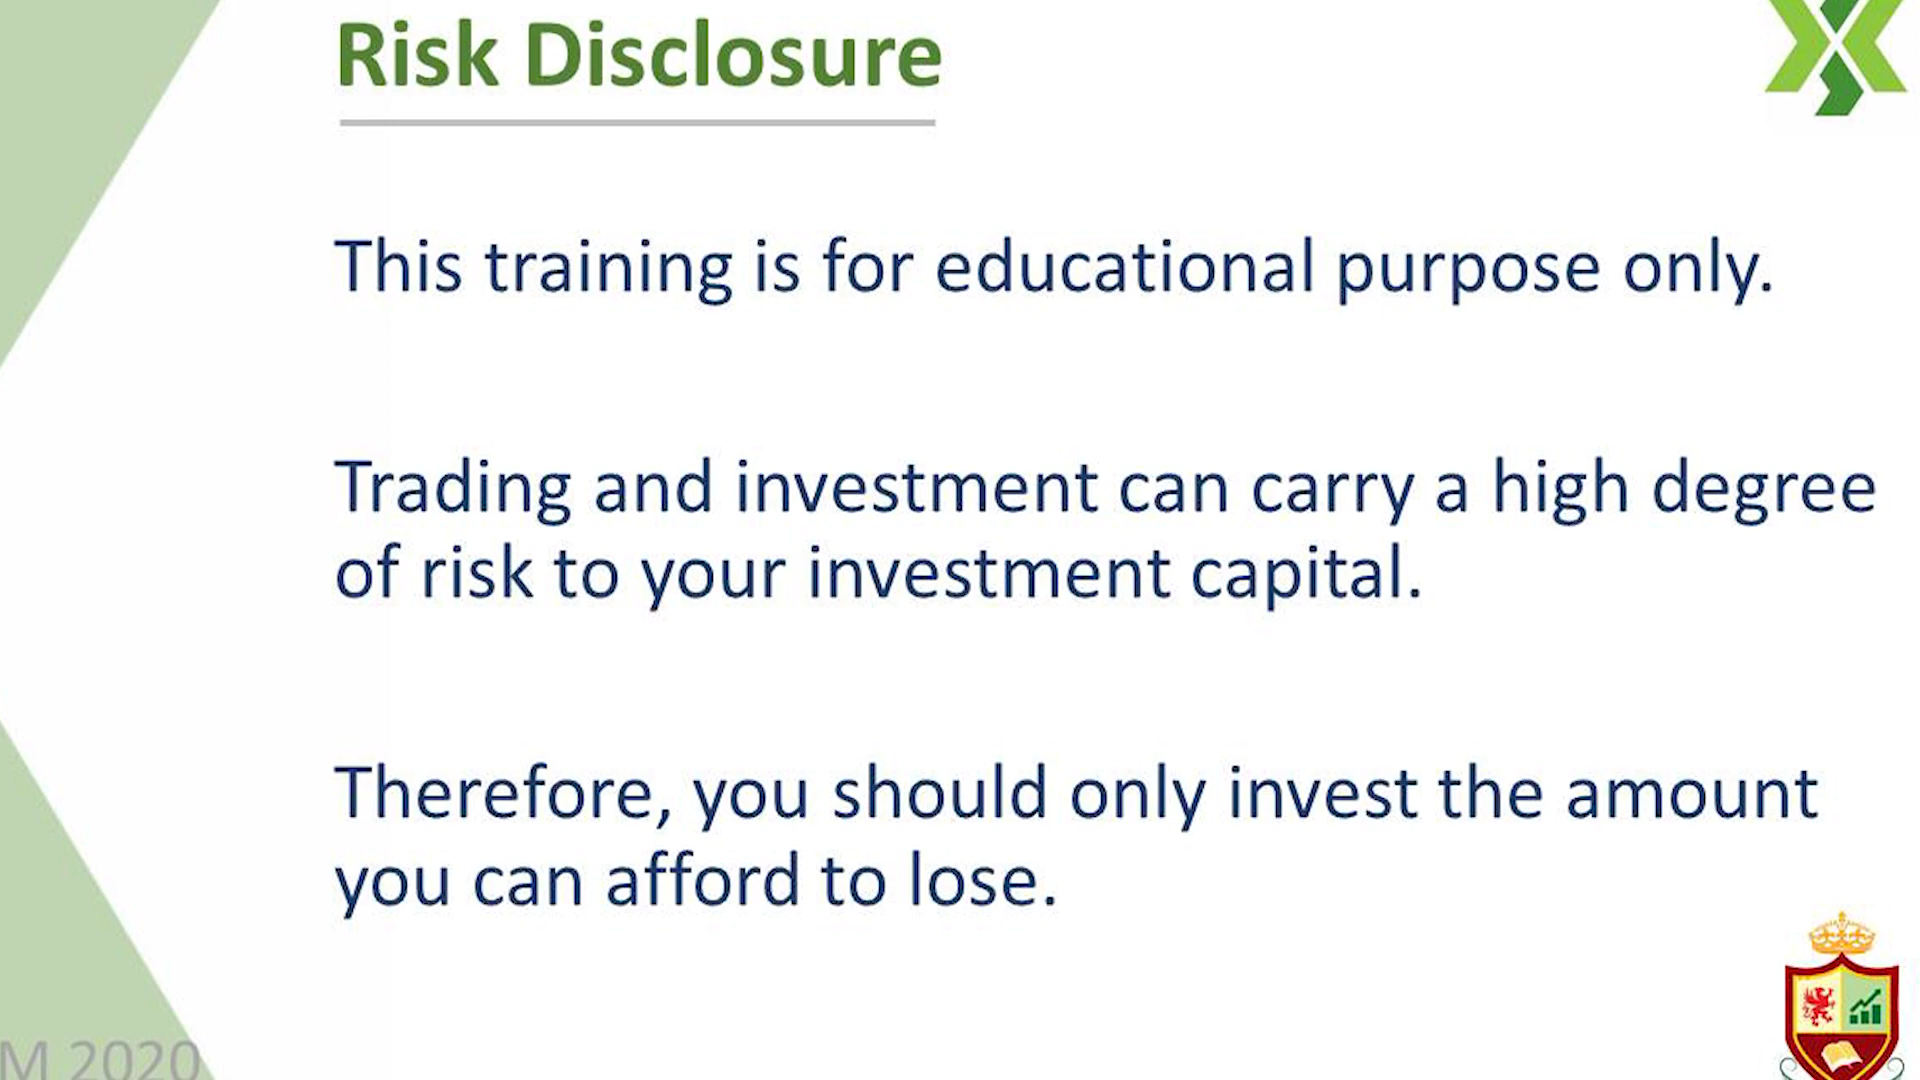 Risk Disclosure
This training is for educational purpose only.
Trading and investment can carry a high degree
of risk to your investment capital.
Therefore, you should only invest the amount
you can afford to lose.
M 2020